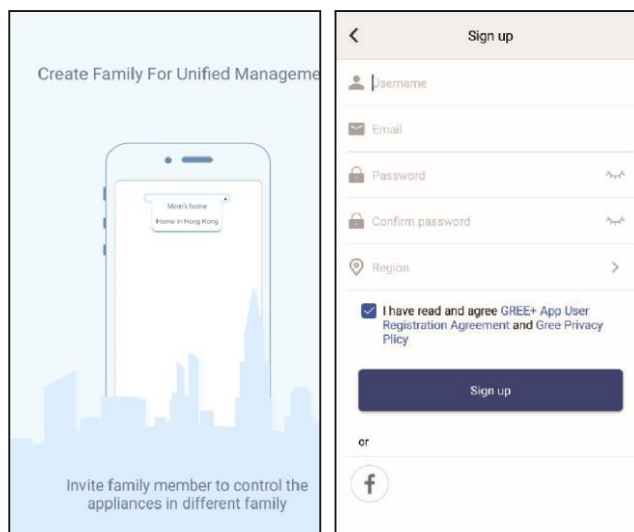 Create Family For Unified Manageme
Mom's home
Home in Hong Kong
Invite family member to control the
appliances in different family
Sign up
Username
Email
Password
Confirm password
Region
I have read and agree GREE+ App User
Registration Agreement and Gree Privacy
Plicy
Sign up
or
f